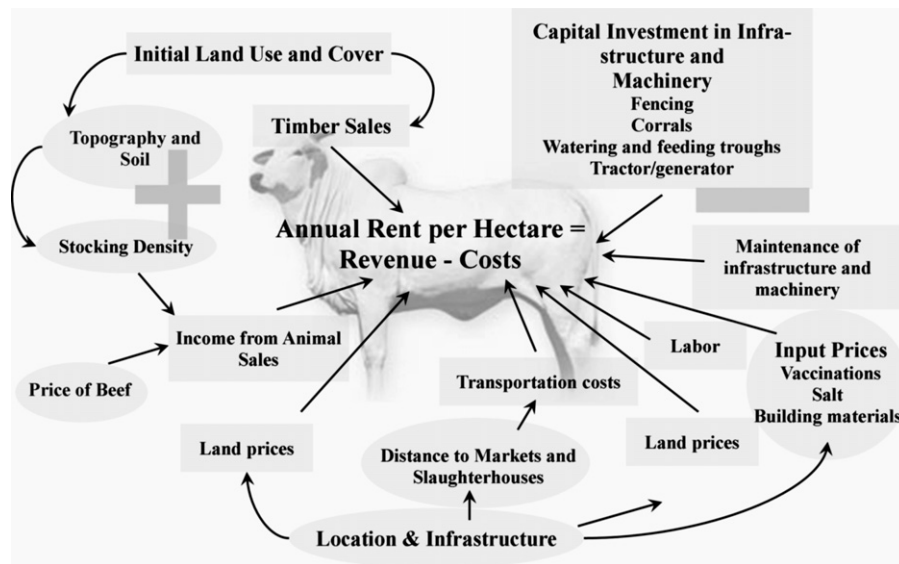 Initial Land Use and Cover
Capital Investment in Infra-
structure and
Machinery
Fencing
Corrals
Watering and feeding troughs
Tractor/generator
Timber Sales
Topography and
Soil
Annual Rent per Hectare =
Revenue - Costs
Stocking Density
Maintenance of
infrastructure and
machinery
Income from Animal
Sales
Labor
Input Prices
Vaccinations
Salt
Building materials
Price of Beef
Transportation costs
Land prices
Distance to Markets and
Slaughterhouses
Land prices
Location & Infrastructure